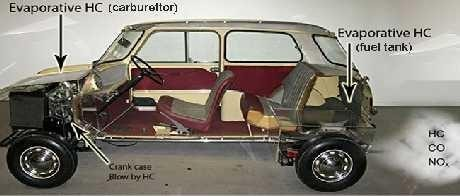 Evaporative HC (carburettor)
Evaporative HC
(fuel tank)
Crank case
Blow by HC
HC
CO
NOx